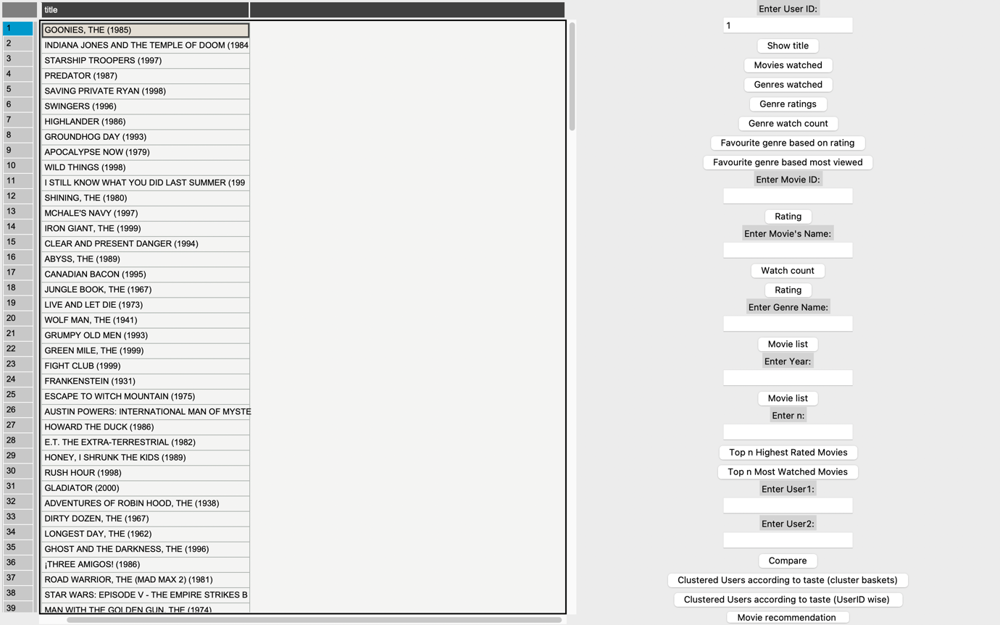 title
1 GOONIES, THE (1985)
2 INDIANA JONES AND THE TEMPLE OF DOOM (1984
3 STARSHIP TROOPERS (1997)
4 PREDATOR (1987)
5 SAVING PRIVATE RYAN (1998)
6 SWINGERS (1996)
7 HIGHLANDER (1986)
8 GROUNDHOG DAY (1993)
9 APOCALYPSE NOW (1979)
10 WILD THINGS (1998)
11 I STILL KNOW WHAT YOU DID LAST SUMMER (199
12 SHINING, THE (1980)
13 MCHALE'S NAVY (1997)
14 IRON GIANT, THE (1999)
15 CLEAR AND PRESENT DANGER (1994)
16 ABYSS, THE (1989)
17 CANADIAN BACON (1995)
18 JUNGLE BOOK, THE (1967)
19 LIVE AND LET DIE (1973)
20 WOLF MAN, THE (1941)
21 GRUMPY OLD MEN (1993)
22 GREEN MILE, THE (1999)
23 FIGHT CLUB (1999)
24 FRANKENSTEIN (1931)
25 ESCAPE TO WITCH MOUNTAIN (1975)
26 AUSTIN POWERS: INTERNATIONAL MAN OF MYSTE
27 HOWARD THE DUCK (1986)
28 E.T. THE EXTRA-TERRESTRIAL (1982)
29 HONEY, I SHRUNK THE KIDS (1989)
30 RUSH HOUR (1998)
31 GLADIATOR (2000)
32 ADVENTURES OF ROBIN HOOD, THE (1938)
33 DIRTY DOZEN, THE (1967)
34 LONGEST DAY, THE (1962)
35 GHOST AND THE DARKNESS, THE (1996)
36 ¡THREE AMIGOS! (1986)
37 ROAD WARRIOR, THE (MAD MAX 2) (1981)
38 STAR WARS: EPISODE V - THE EMPIRE STRIKES B
39 MAN WITH THE GOLDEN GUN, THE (1974)
Enter User ID:
1
Show title
Movies watched
Genres watched
Genre ratings
Genre watch count
Favourite genre based on rating
Favourite genre based most viewed
Enter Movie ID:
Rating
Enter Movie's Name:
Watch count
Rating
Enter Genre Name:
Movie list
Enter Year:
Movie list
Enter n:
Top n Highest Rated Movies
Top n Most Watched Movies
Enter User1:
Enter User2:
Compare
Clustered Users according to taste (cluster baskets)
Clustered Users according to taste (UserID wise)
Movie recommendation